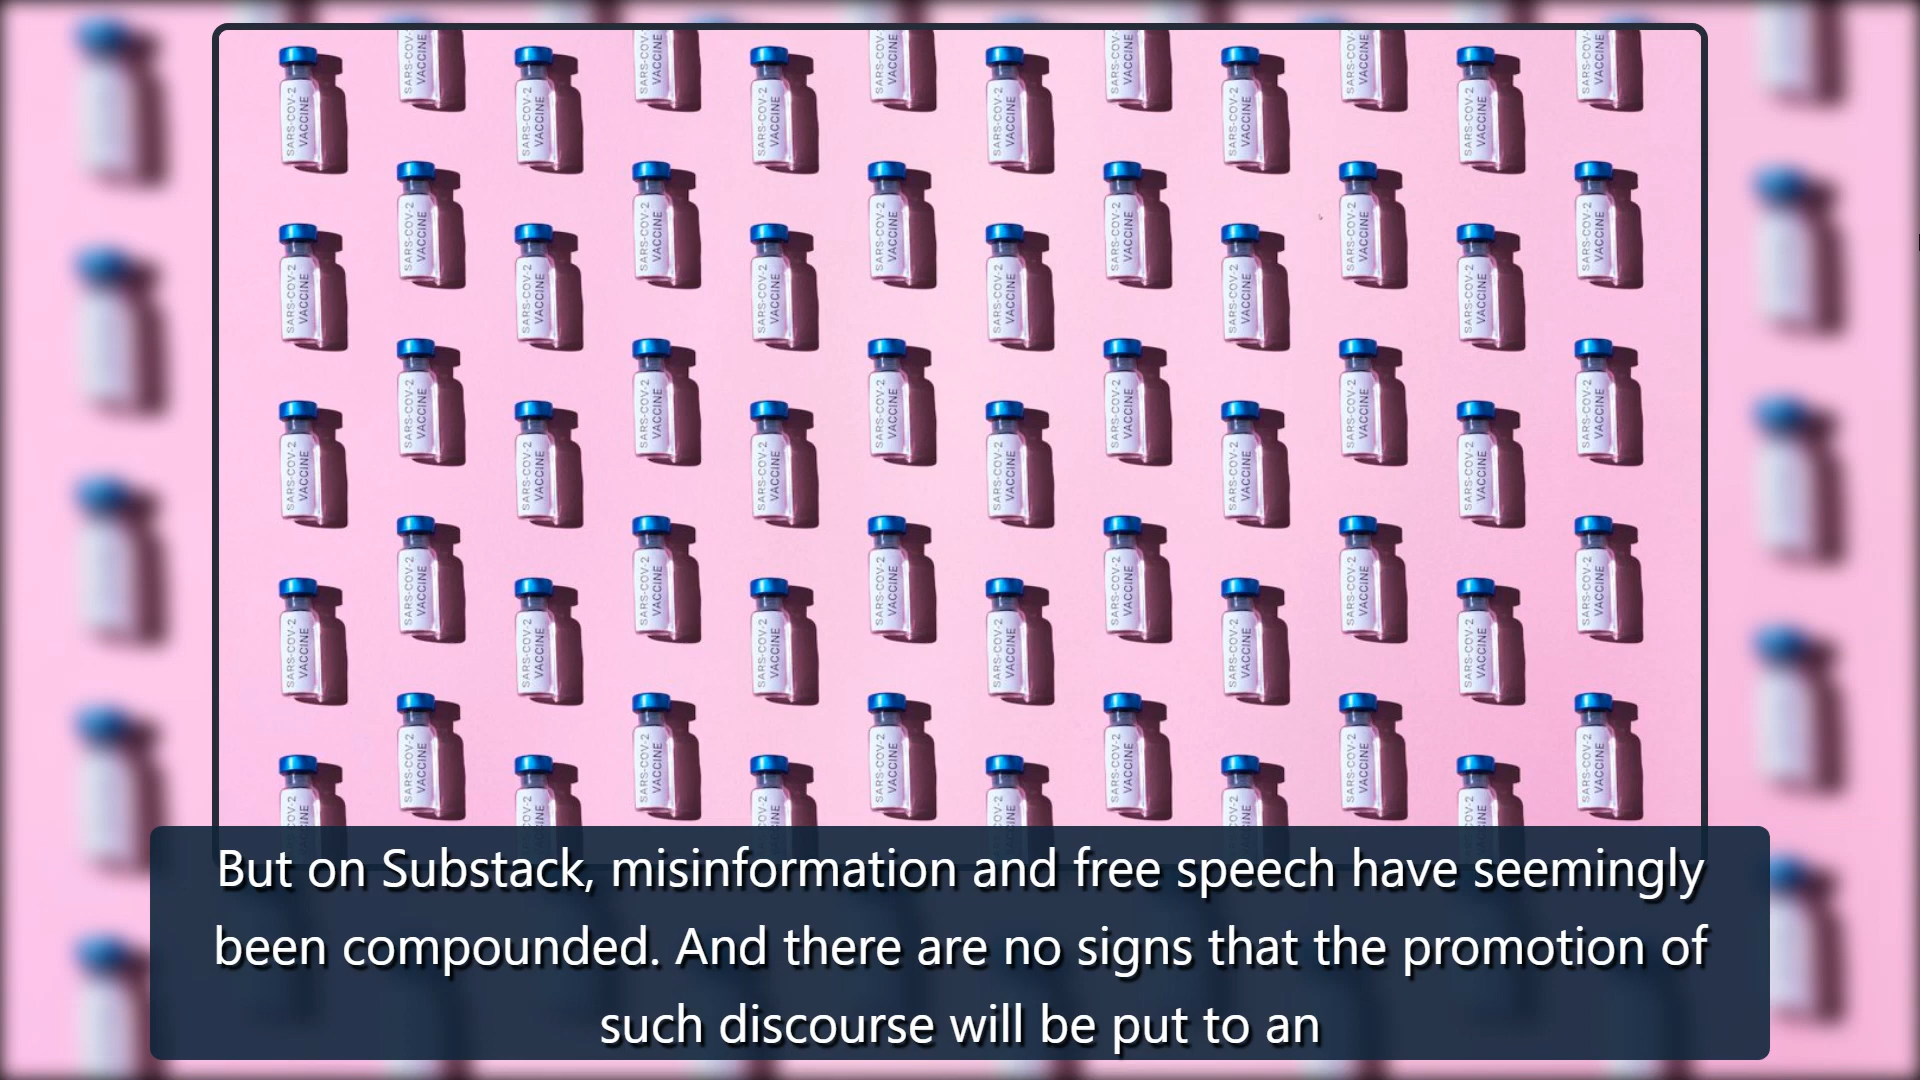 SARS-COV-2
VACCINE
But on Substack, misinformation and free speech have seemingly
been compounded. And there are no signs that the promotion of
such discourse will be put to an